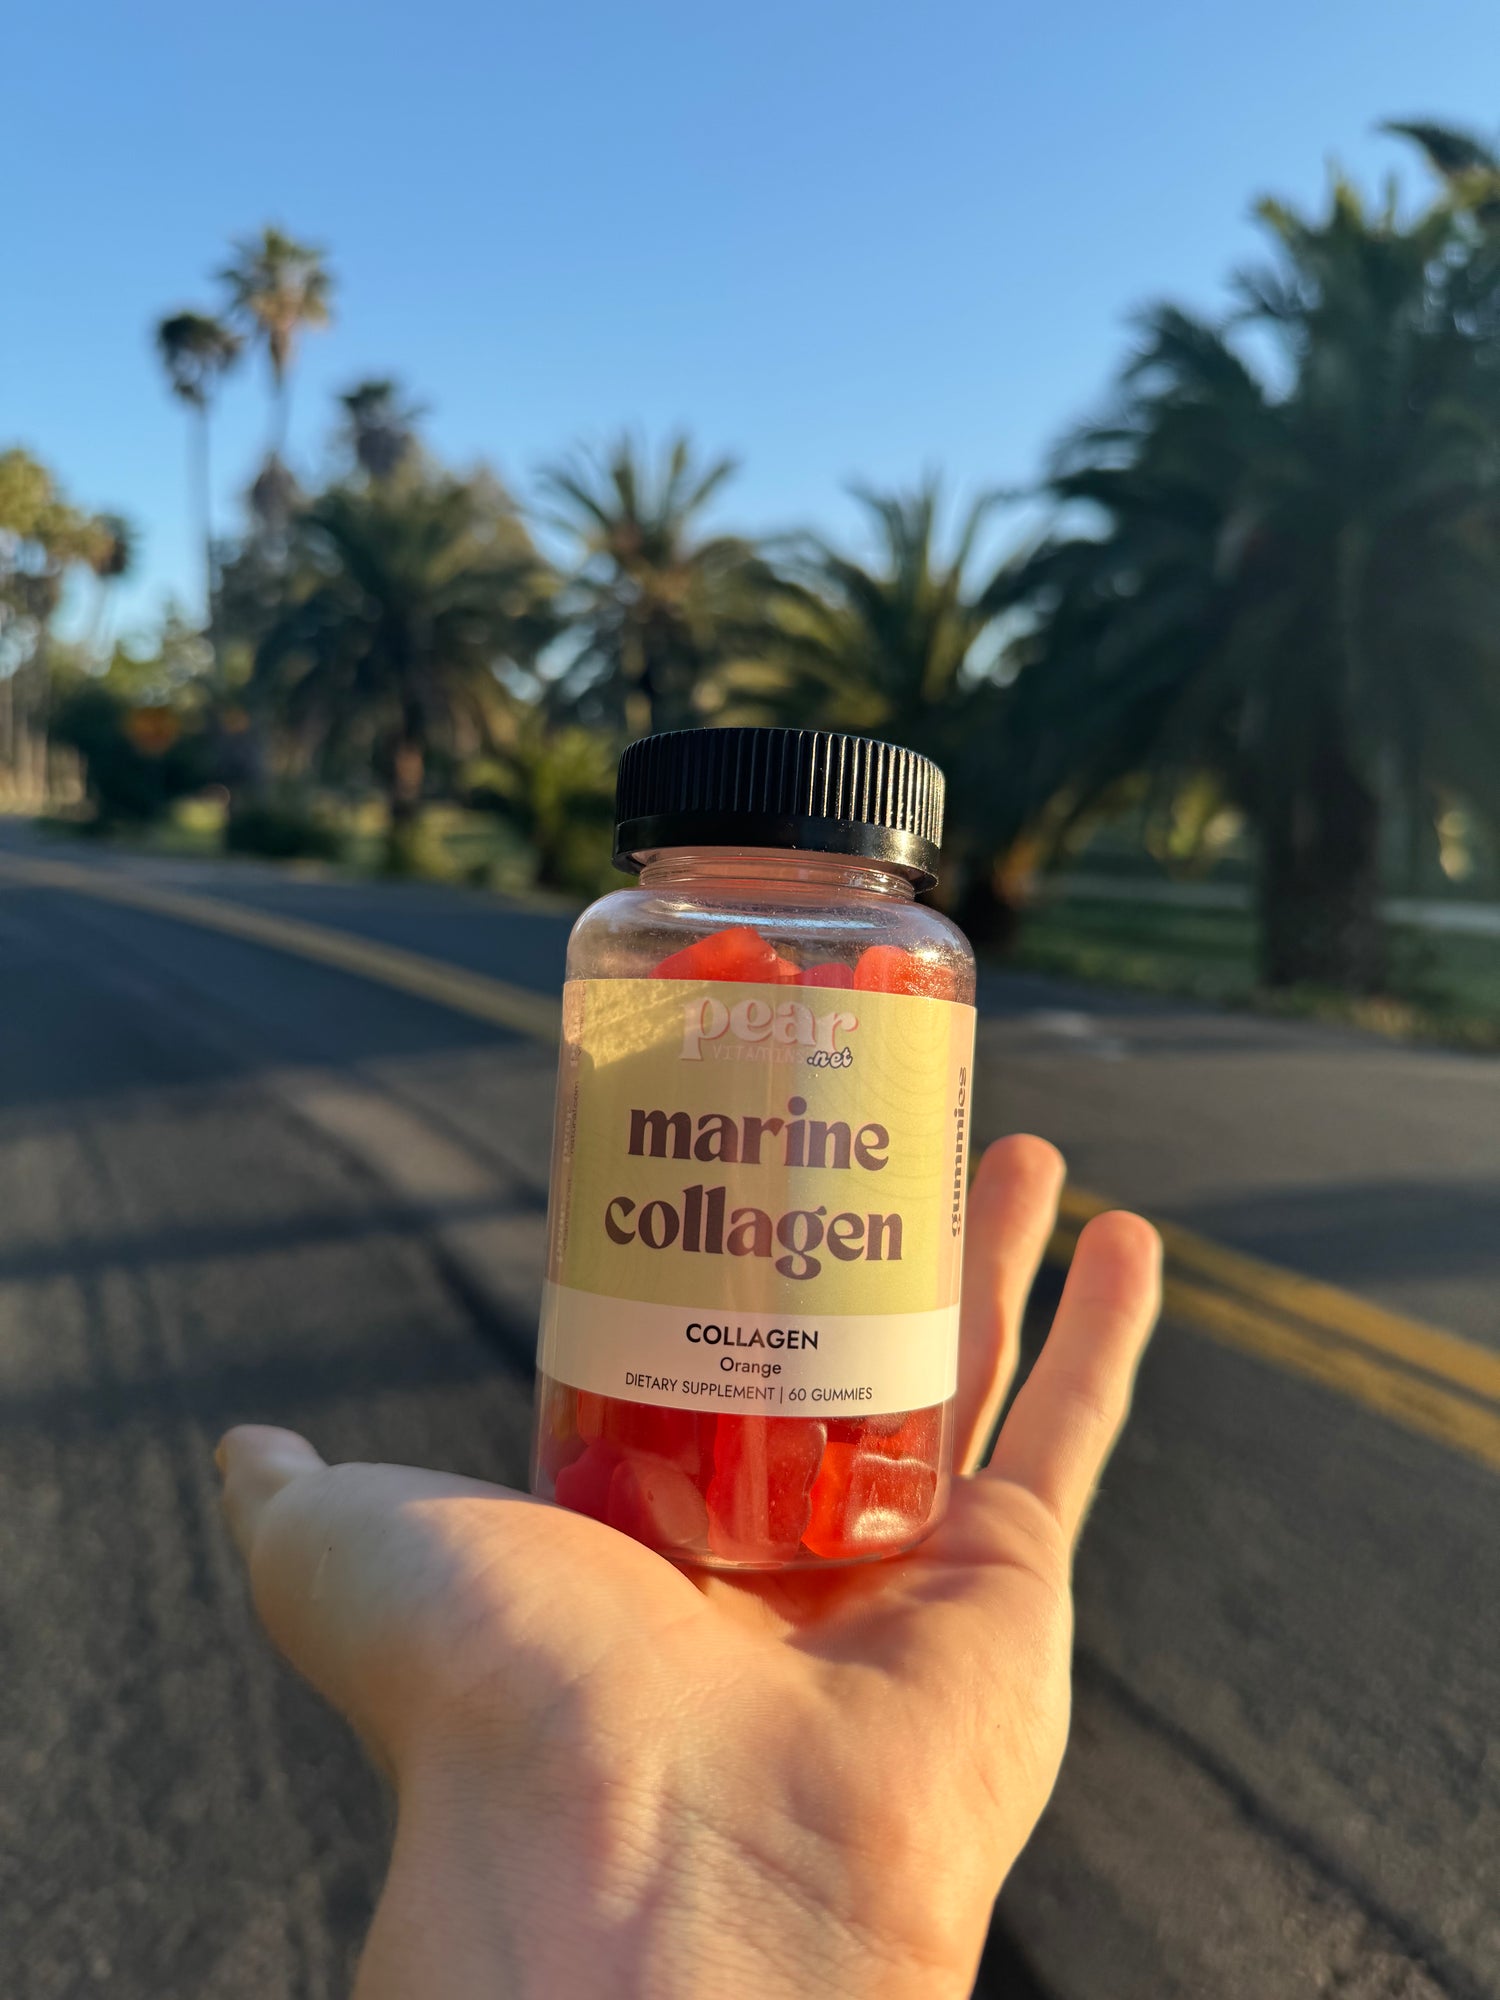 pear
VITAMINS
.net
marine
collagen
COLLAGEN
Orange
DIETARY SUPPLEMENT | 60 GUMMIES
gummies